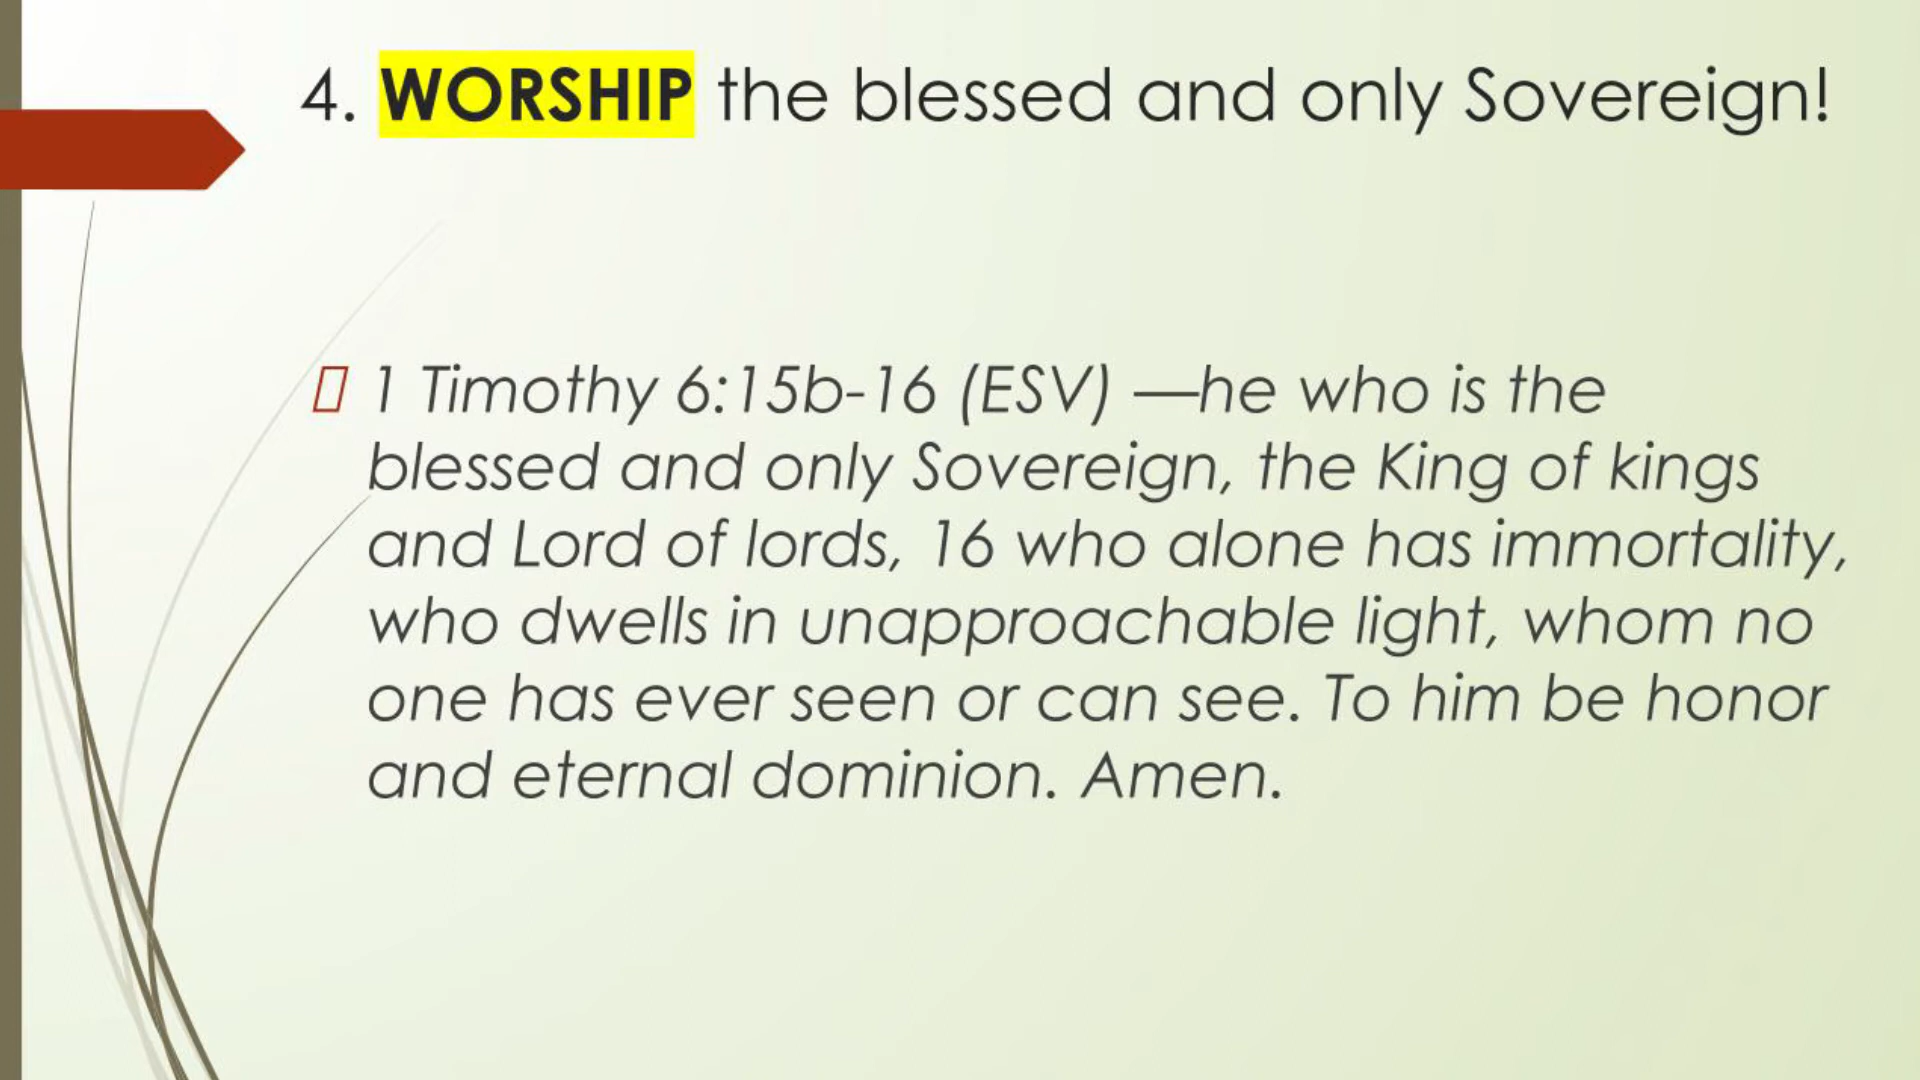 4. WORSHIP the blessed and only Sovereign!
1 Timothy 6:15b-16 (ESV) —he who is the
blessed and only Sovereign, the King of kings
and Lord of lords, 16 who alone has immortality,
who dwells in unapproachable light, whom no
one has ever seen or can see. To him be honor
and eternal dominion. Amen.